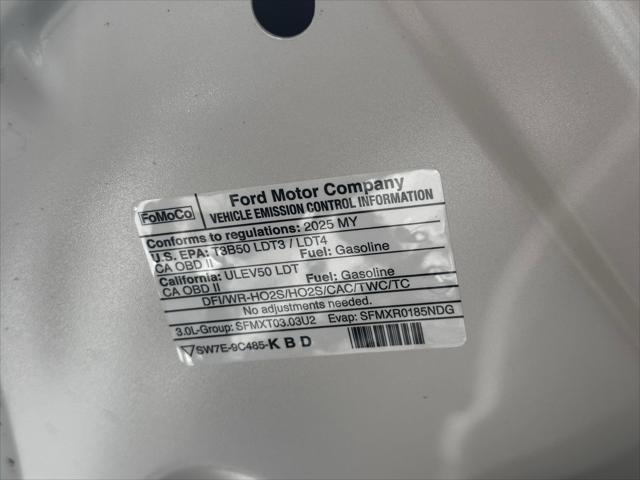 FoMoCo
Ford Motor Company
VEHICLE EMISSION CONTROL INFORMATION
Conforms to regulations: 2025 MY
U.S. EPA: T3B50 LDT3 / LDT4
CA OBD II Fuel: Gasoline
California: ULEV50 LDT
CA OBD II Fuel: Gasoline
DFI/WR-HO2S/HO2S/CAC/TWC/TC
No adjustments needed.
3.0L-Group: SFMXT03.03U2 Evap: SFMXR0185NDG
SW7E-9C485-K B D